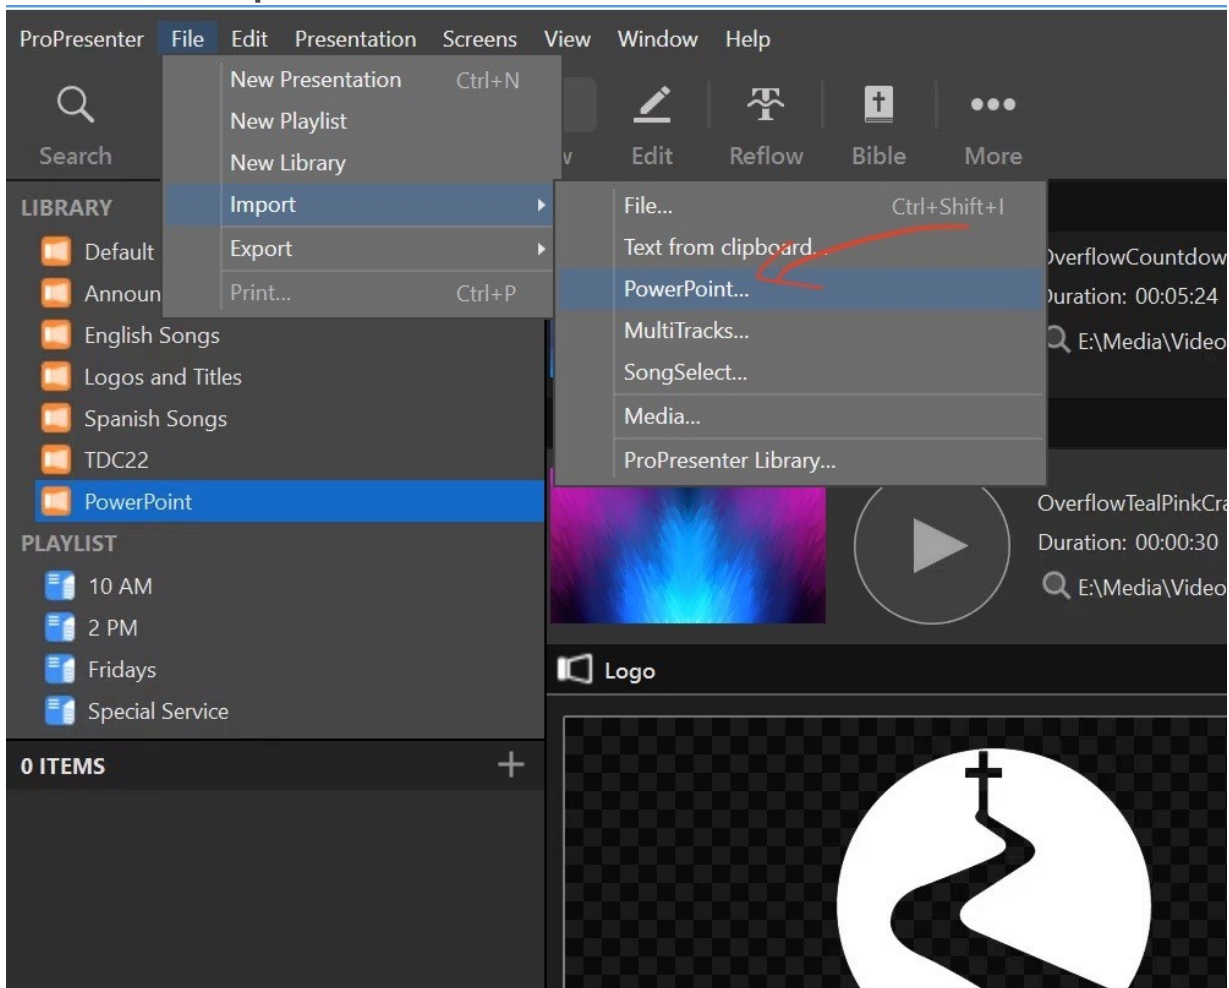 ProPresenter File Edit Presentation Screens View Window Help
New Presentation Ctrl+N
New Playlist
New Library
Import
Export
Print... Ctrl+P
Search
Edit Reflow Bible More
File... Ctrl+Shift+I
Text from clipboard...
PowerPoint...
MultiTracks...
SongSelect...
Media...
ProPresenter Library...
LIBRARY
Default
Announ
English Songs
Logos and Titles
Spanish Songs
TDC22
PowerPoint
PLAYLIST
10 AM
2 PM
Fridays
Special Service
0 ITEMS
OverflowCountdow
Duration: 00:05:24
E:\Media\Video
OverflowTealPinkCra
Duration: 00:00:30
E:\Media\Video
Logo